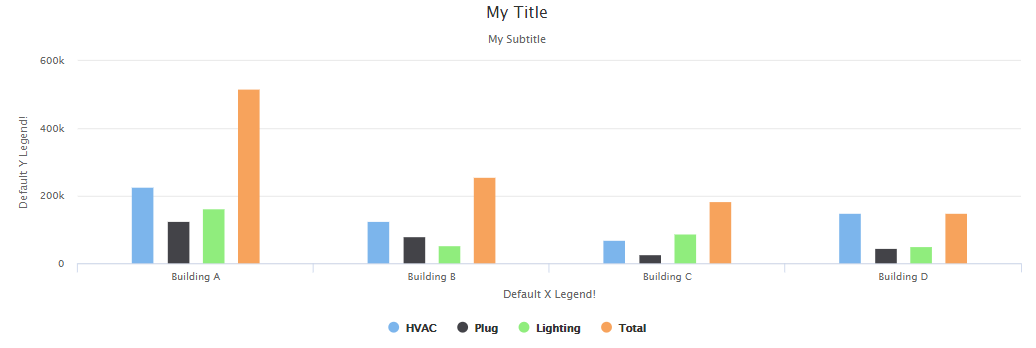 My Title
My Subtitle
Default Y Legend!
600k
400k
200k
0
Building A
Building B
Building C
Building D
Default X Legend!
HVAC
Plug
Lighting
Total